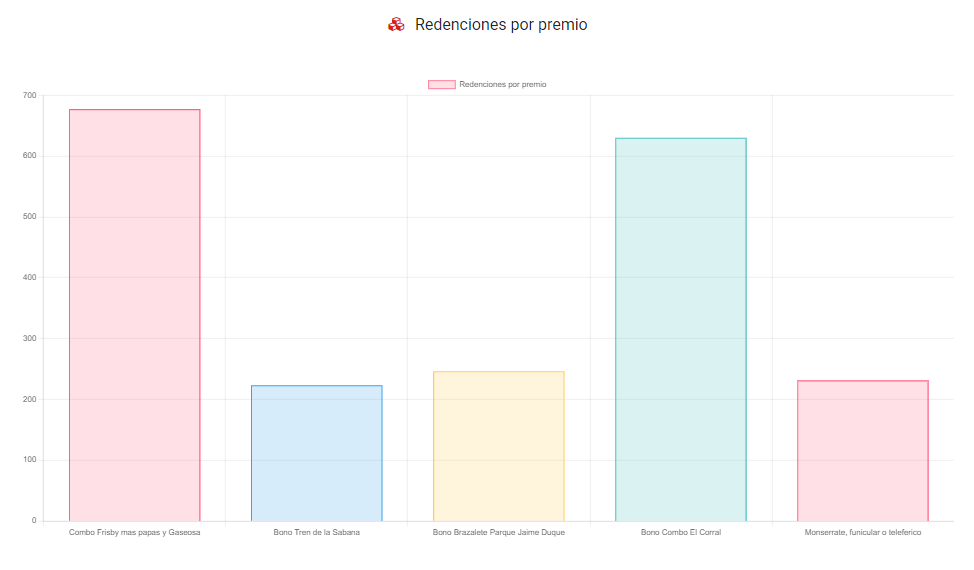 Redenciones por premio
Redenciones por premio
700
600
500
400
300
200
100
0
Combo Frisby mas papas y Gaseosa
Bono Tren de la Sabana
Bono Brazalete Parque Jaime Duque
Bono Combo El Corral
Monserrate, funicular o teleferico